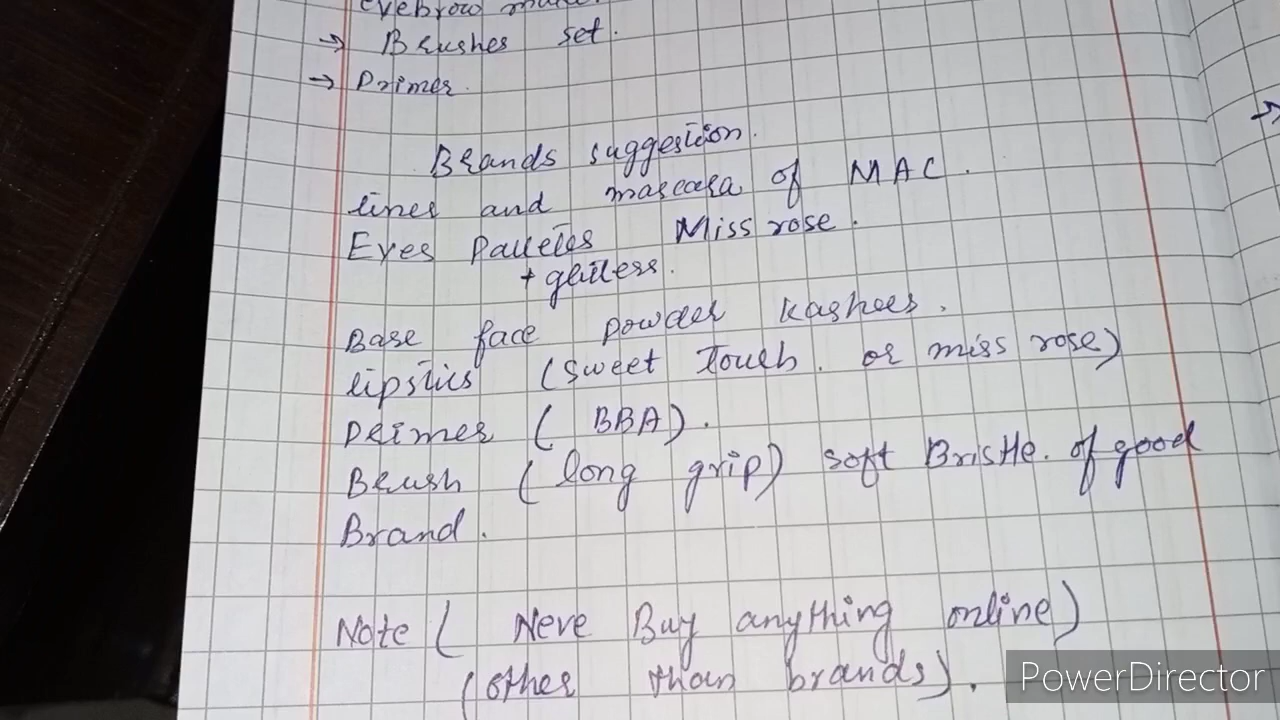 eyebrow
→ Brushes set.
→ Primer.
Brands suggestion.
liner and mascara of MAC.
Eyes Palletes Miss rose.
+ glitters.
Base face powder kashees.
lipstics (sweet Touch. or miss rose)
Primer (BBA).
Brush (long grip) soft Bristle. of good
Brand.
Note ( Neve Buy anything online)
(other than brands).
→
PowerDirector